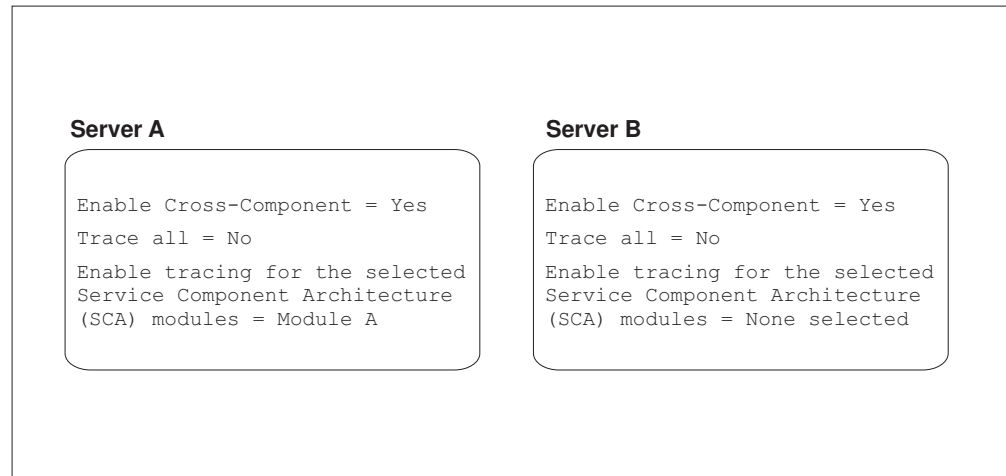 Server A
Enable Cross-Component = Yes
Trace all = No
Enable tracing for the selected
Service Component Architecture
(SCA) modules = Module A
Server B
Enable Cross-Component = Yes
Trace all = No
Enable tracing for the selected
Service Component Architecture
(SCA) modules = None selected